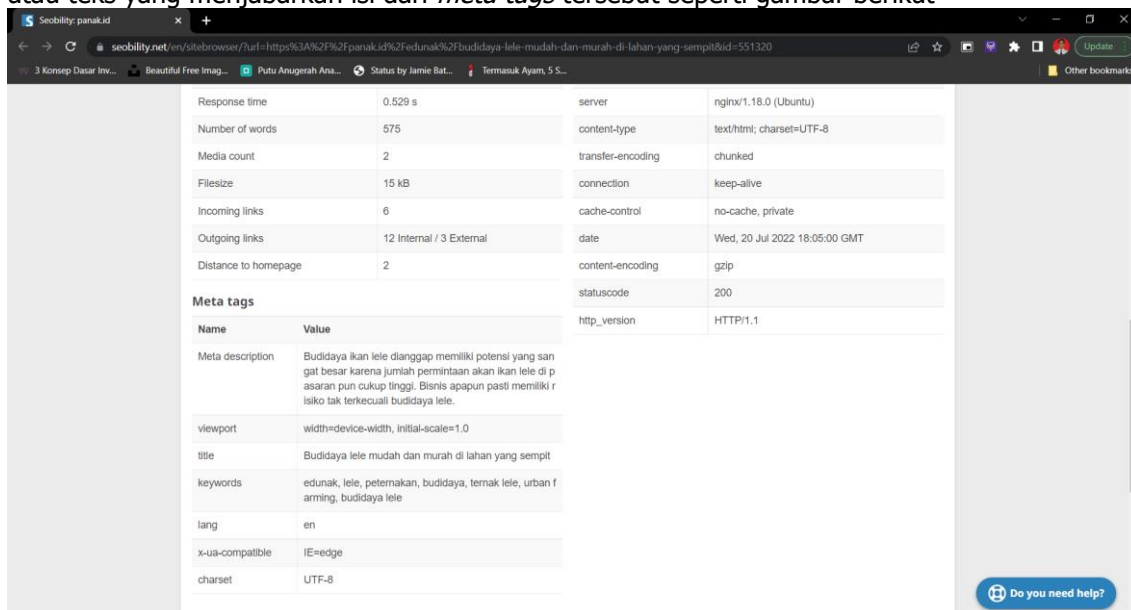 atau teks yang menjabarkan isi dari meta tags tersebut seperti gambar berikut
Seobility: panak.id
seobility.net/en/sitebrowser/?url=https%3A%2F%2Fpanak.id%2Fedunak%2Fbudidaya-lele-mudah-dan-murah-di-lahan-yang-sempit&id=551320
Update
3 Konsep Dasar Inv...
Beautiful Free Imag...
Putu Anugerah Ana...
Status by Jamie Bat...
Termasuk Ayam, 5 S...
Other bookmarks
Response time 0.529 s
Number of words 575
Media count 2
Filesize 15 kB
Incoming links 6
Outgoing links 12 Internal / 3 External
Distance to homepage 2
Meta tags
Name Value
Meta description Budidaya ikan lele dianggap memiliki potensi yang san
gat besar karena jumlah permintaan akan ikan lele di p
asaran pun cukup tinggi. Bisnis apapun pasti memiliki r
isiko tak terkecuali budidaya lele.
viewport width=device-width, initial-scale=1.0
title Budidaya lele mudah dan murah di lahan yang sempit
keywords edunak, lele, peternakan, budidaya, ternak lele, urban f
arming, budidaya lele
lang en
x-ua-compatible IE=edge
charset UTF-8
server nginx/1.18.0 (Ubuntu)
content-type text/html; charset=UTF-8
transfer-encoding chunked
connection keep-alive
cache-control no-cache, private
date Wed, 20 Jul 2022 18:05:00 GMT
content-encoding gzip
statuscode 200
http_version HTTP/1.1
Do you need help?